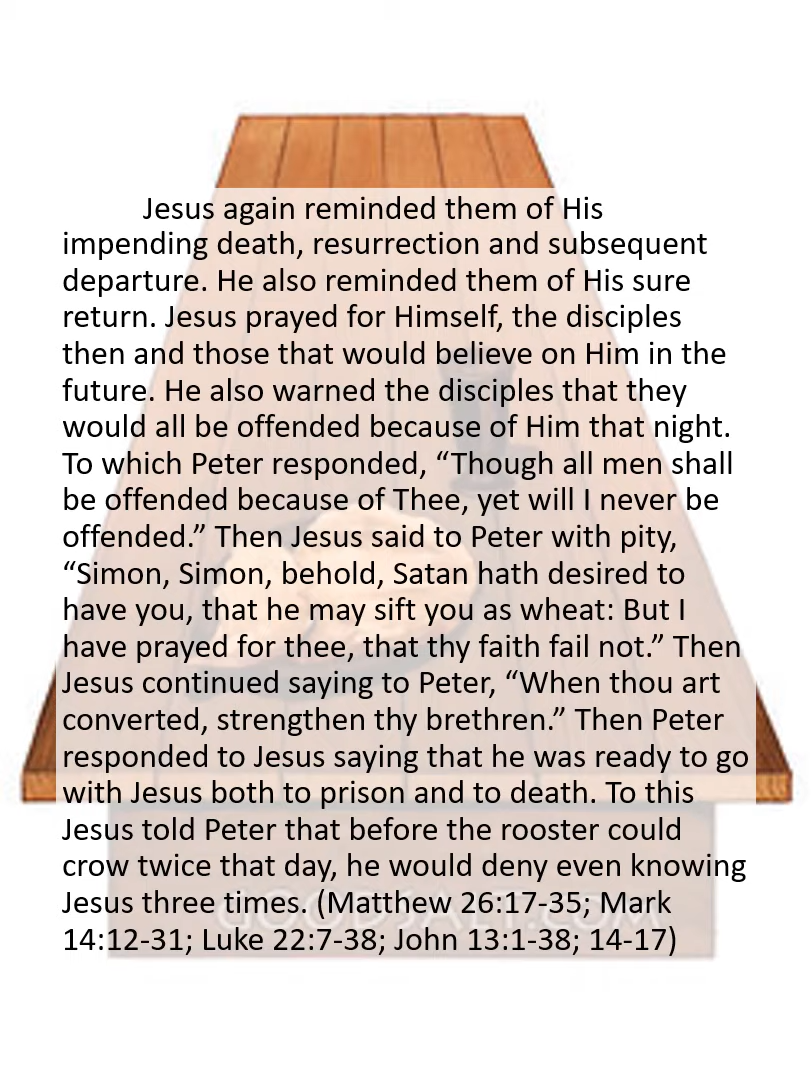 Jesus again reminded them of His
impending death, resurrection and subsequent
departure. He also reminded them of His sure
return. Jesus prayed for Himself, the disciples
then and those that would believe on Him in the
future. He also warned the disciples that they
would all be offended because of Him that night.
To which Peter responded, “Though all men shall
be offended because of Thee, yet will I never be
offended.” Then Jesus said to Peter with pity,
“Simon, Simon, behold, Satan hath desired to
have you, that he may sift you as wheat: But I
have prayed for thee, that thy faith fail not.” Then
Jesus continued saying to Peter, “When thou art
converted, strengthen thy brethren.” Then Peter
responded to Jesus saying that he was ready to go
with Jesus both to prison and to death. To this
Jesus told Peter that before the rooster could
crow twice that day, he would deny even knowing
Jesus three times. (Matthew 26:17-35; Mark
GOODSALT.COM
14:12-31; Luke 22:7-38; John 13:1-38; 14-17)